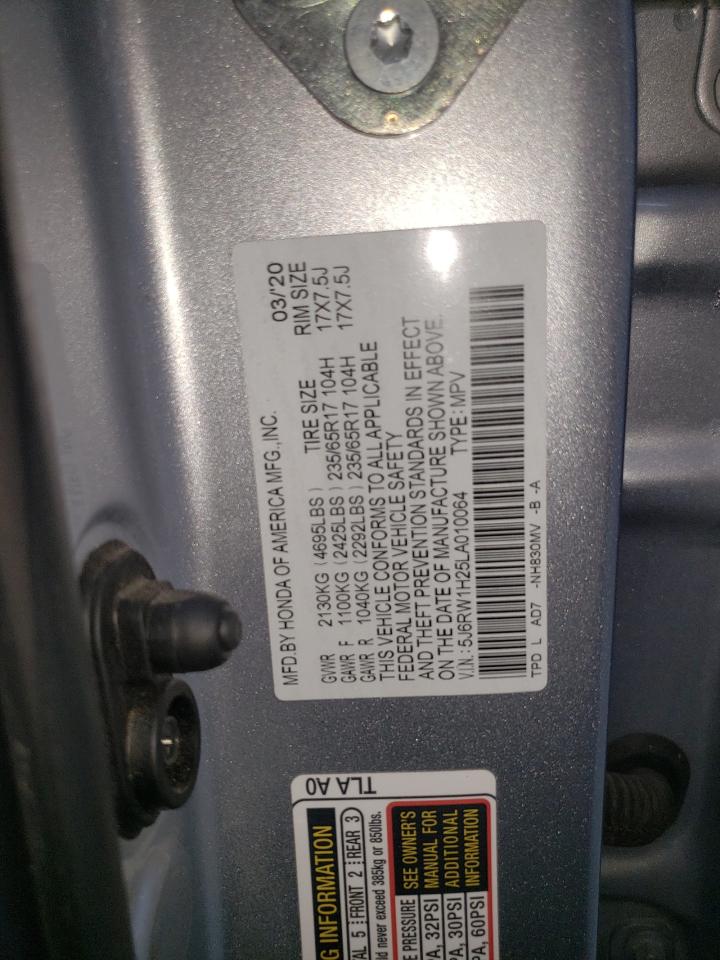 MFD.BY HONDA OF AMERICA MFG.,INC. 03/'20
GVWR 2130KG (4695LBS) TIRE SIZE RIM SIZE
GAWR F 1100KG (2425LBS) 235/65R17 104H 17X7.5J
GAWR R 1040KG (2292LBS) 235/65R17 104H 17X7.5J
THIS VEHICLE CONFORMS TO ALL APPLICABLE
FEDERAL MOTOR VEHICLE SAFETY
AND THEFT PREVENTION STANDARDS IN EFFECT
ON THE DATE OF MANUFACTURE SHOWN ABOVE.
V.I.N.: 5J6RW1H25LA010064 TYPE: MPV
TPD L AD7 -NH830MV -B -A
TLA A0
G INFORMATION
AL 5 FRONT 2 REAR 3
ld never exceed 385kg or 850lbs.
E PRESSURE SEE OWNER'S
PA, 32PSI MANUAL FOR
PA, 30PSI ADDITIONAL
PA, 60PSI INFORMATION